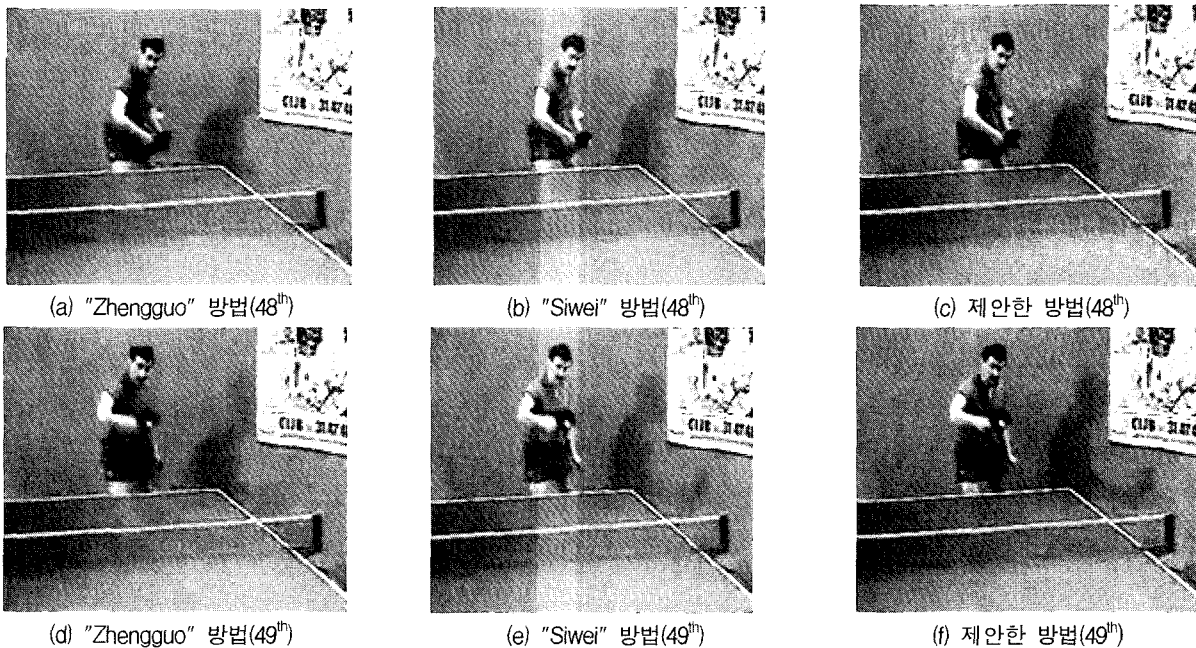 (a) "Zhengguo" 방법(48th)
(b) "Siwei" 방법(48th)
(c) 제안한 방법(48th)
(d) "Zhengguo" 방법(49th)
(e) "Siwei" 방법(49th)
(f) 제안한 방법(49th)